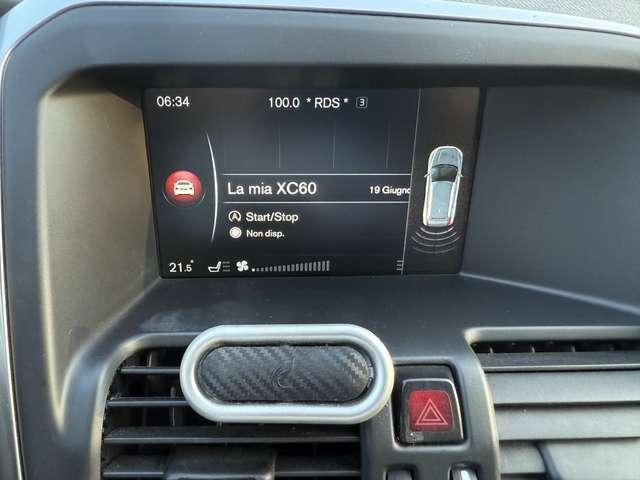 06:34 100.0 * RDS * 3
La mia XC60 19 Giugno
Start/Stop
Non disp.
21.5°